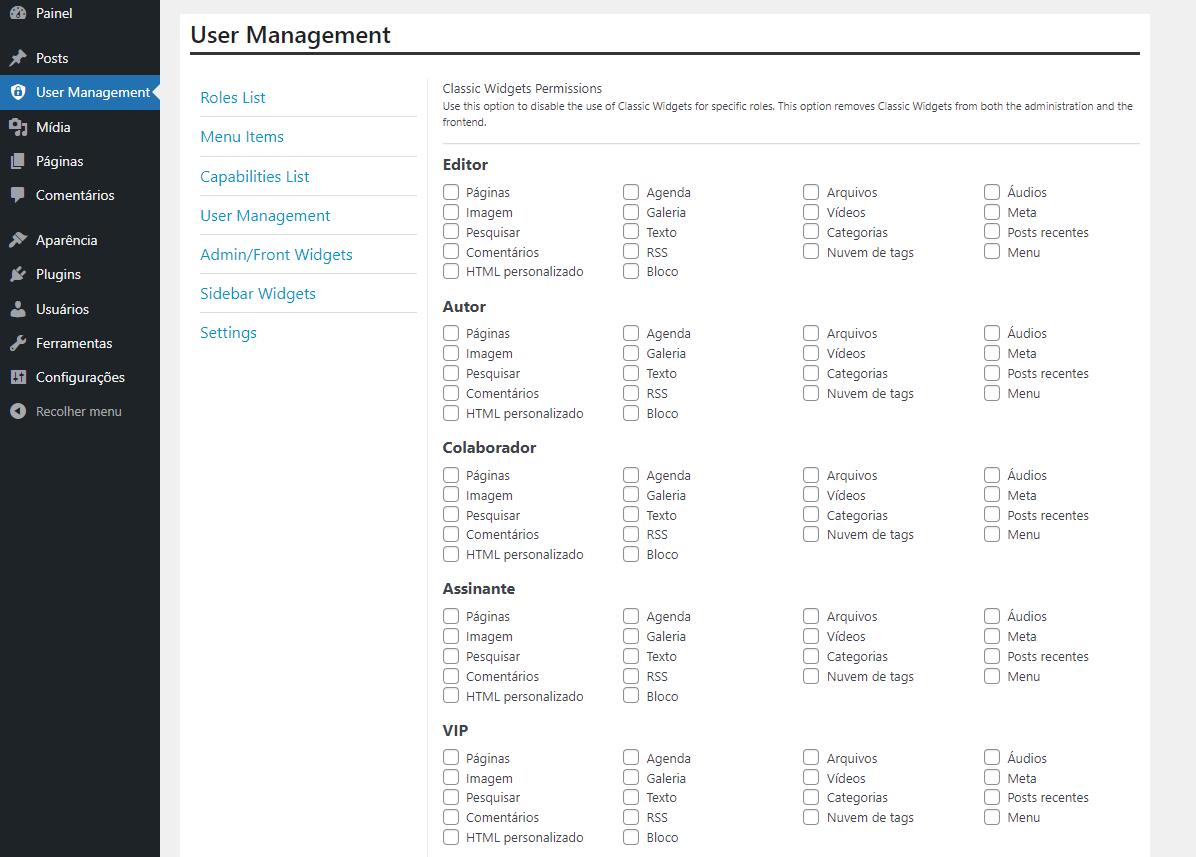 Painel
Posts
User Management
Mídia
Páginas
Comentários
Aparência
Plugins
Usuários
Ferramentas
Configurações
Recolher menu
User Management
Roles List
Menu Items
Capabilities List
User Management
Admin/Front Widgets
Sidebar Widgets
Settings
Classic Widgets Permissions
Use this option to disable the use of Classic Widgets for specific roles. This option removes Classic Widgets from both the administration and the
frontend.
Editor
Páginas Agenda Arquivos Áudios
Imagem Galeria Vídeos Meta
Pesquisar Texto Categorias Posts recentes
Comentários RSS Nuvem de tags Menu
HTML personalizado Bloco
Autor
Páginas Agenda Arquivos Áudios
Imagem Galeria Vídeos Meta
Pesquisar Texto Categorias Posts recentes
Comentários RSS Nuvem de tags Menu
HTML personalizado Bloco
Colaborador
Páginas Agenda Arquivos Áudios
Imagem Galeria Vídeos Meta
Pesquisar Texto Categorias Posts recentes
Comentários RSS Nuvem de tags Menu
HTML personalizado Bloco
Assinante
Páginas Agenda Arquivos Áudios
Imagem Galeria Vídeos Meta
Pesquisar Texto Categorias Posts recentes
Comentários RSS Nuvem de tags Menu
HTML personalizado Bloco
VIP
Páginas Agenda Arquivos Áudios
Imagem Galeria Vídeos Meta
Pesquisar Texto Categorias Posts recentes
Comentários RSS Nuvem de tags Menu
HTML personalizado Bloco